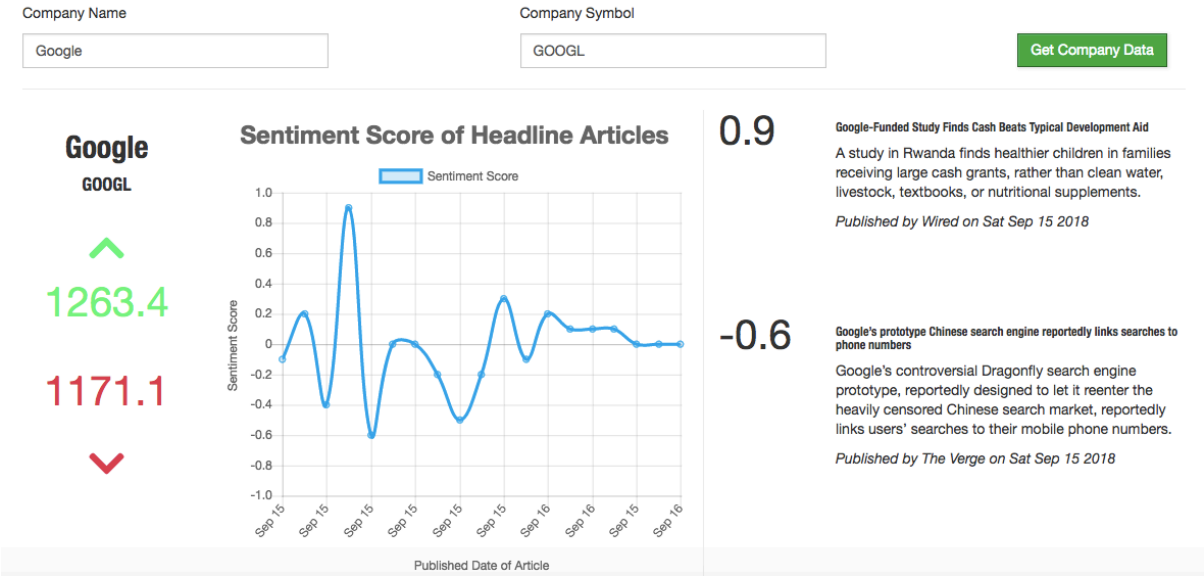 Company Name
Company Symbol
Google
GOOGL
Get Company Data
Google
GOOGL
1263.4
1171.1
Sentiment Score of Headline Articles
Sentiment Score
1.0
0.8
0.6
0.4
0.2
0
-0.2
-0.4
-0.6
-0.8
-1.0
Sentiment Score
Sep 15
Sep 15
Sep 15
Sep 15
Sep 15
Sep 15
Sep 16
Sep 16
Sep 15
Sep 16
Published Date of Article
0.9
Google-Funded Study Finds Cash Beats Typical Development Aid
A study in Rwanda finds healthier children in families
receiving large cash grants, rather than clean water,
livestock, textbooks, or nutritional supplements.
Published by Wired on Sat Sep 15 2018
-0.6
Google's prototype Chinese search engine reportedly links searches to
phone numbers
Google's controversial Dragonfly search engine
prototype, reportedly designed to let it reenter the
heavily censored Chinese search market, reportedly
links users' searches to their mobile phone numbers.
Published by The Verge on Sat Sep 15 2018